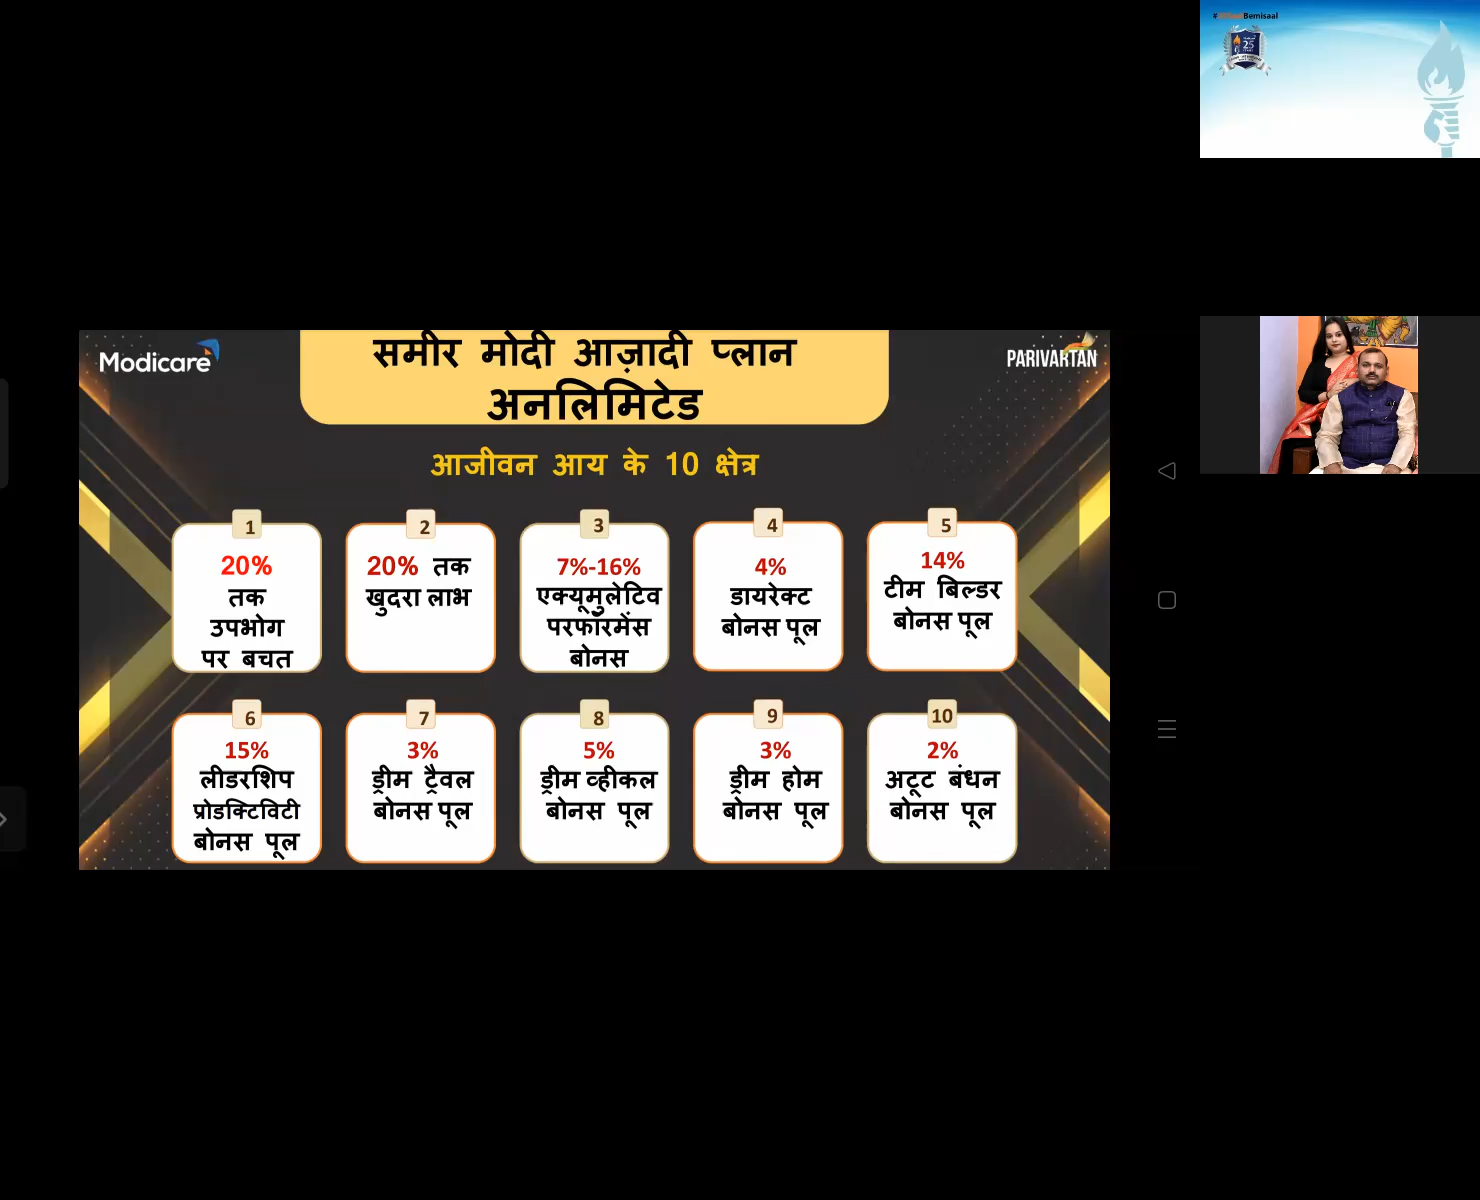 Bemisaal
25
Modicare
समीर मोदी आज़ादी प्लान
अनलिमिटेड
PARIVARTAN
आजीवन आय के 10 क्षेत्र
1
20%
तक
उपभोग
पर बचत
2
20% तक
खुदरा लाभ
3
7%-16%
एक्यूमुलेटिव
परफॉरमेंस
बोनस
4
4%
डायरेक्ट
बोनस पूल
5
14%
टीम बिल्डर
बोनस पूल
6
15%
लीडरशिप
प्रोडक्टिविटी
बोनस पूल
7
3%
ड्रीम ट्रैवल
बोनस पूल
8
5%
ड्रीम व्हीकल
बोनस पूल
9
3%
ड्रीम होम
बोनस पूल
10
2%
अटूट बंधन
बोनस पूल